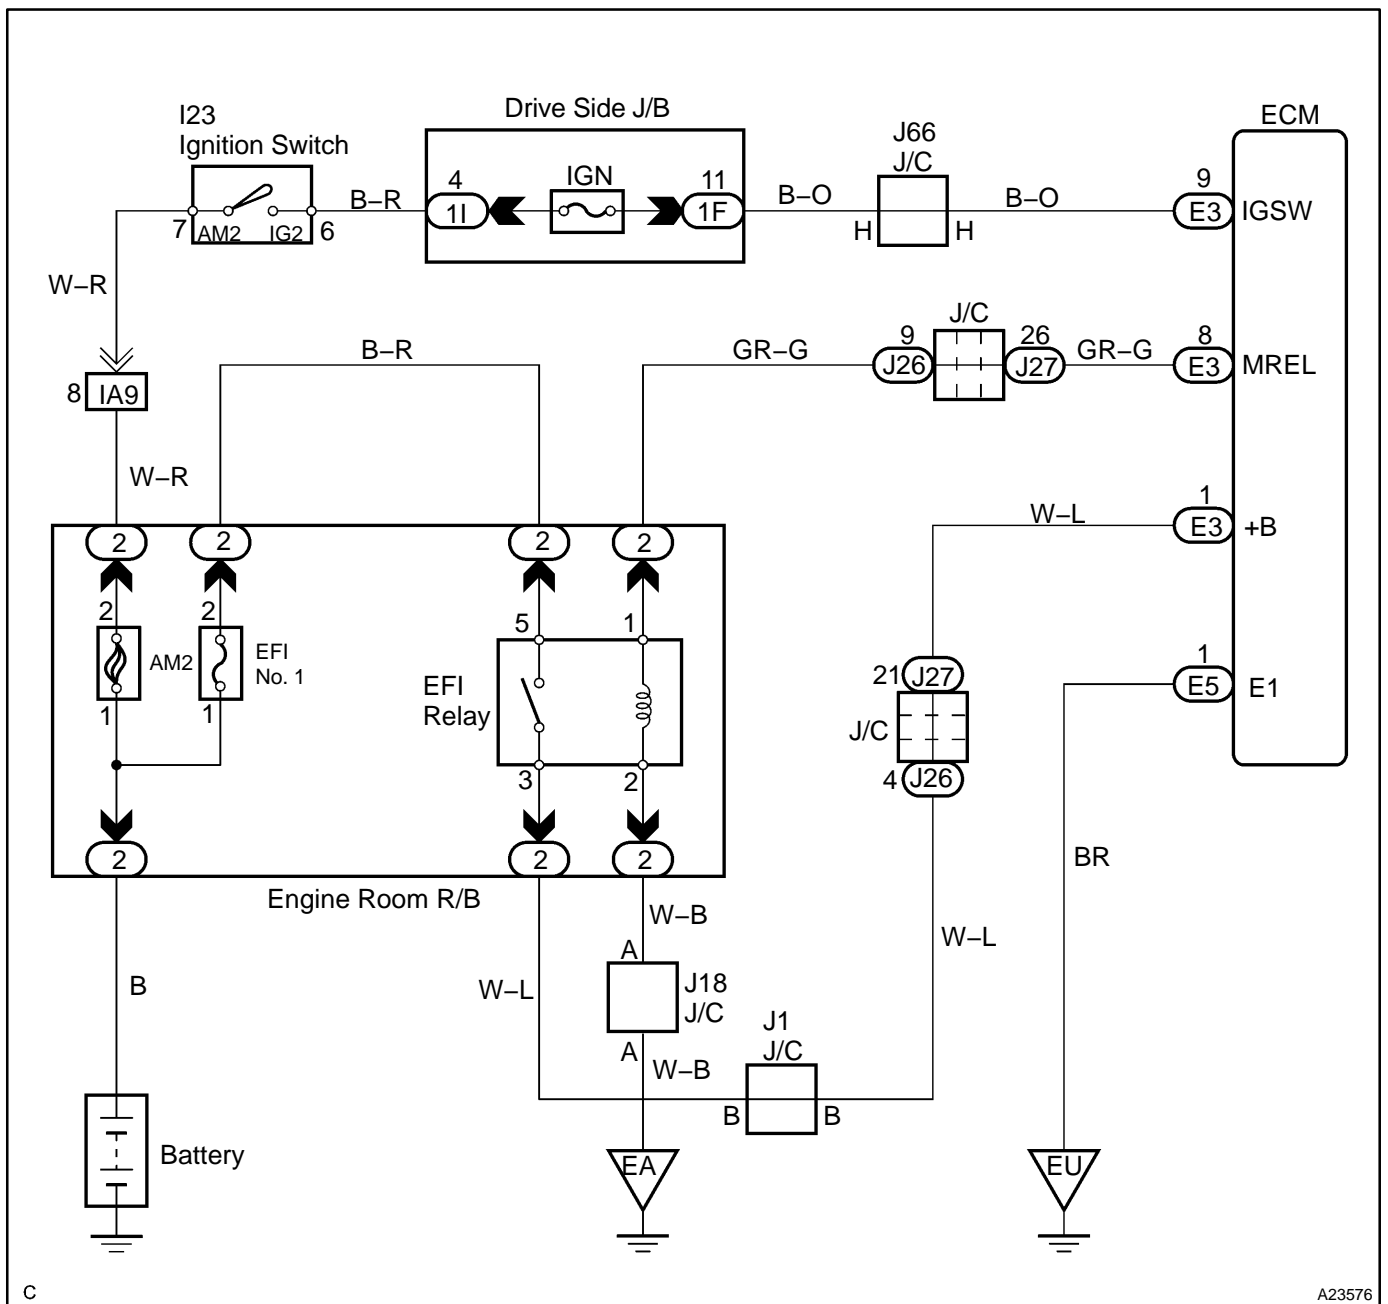 I23
Ignition Switch
Drive Side J/B
J66
J/C
ECM
4
IGN
11
9
B–R
1I
1F
B–O
B–O
E3
IGSW
7
AM2
IG2
6
H
H
W–R
J/C
B–R
GR–G
9
26
GR–G
8
J26
J27
E3
MREL
8
IA9
W–R
1
W–L
E3
+B
2
2
2
2
2
2
5
1
AM2
EFI
No. 1
1
21
J27
E5
E1
EFI
Relay
1
1
J/C
3
2
4
J26
2
2
2
BR
Engine Room R/B
W–B
A
W–L
B
W–L
J18
J/C
J1
J/C
A
W–B
B
B
Battery
EA
EU
C
A23576